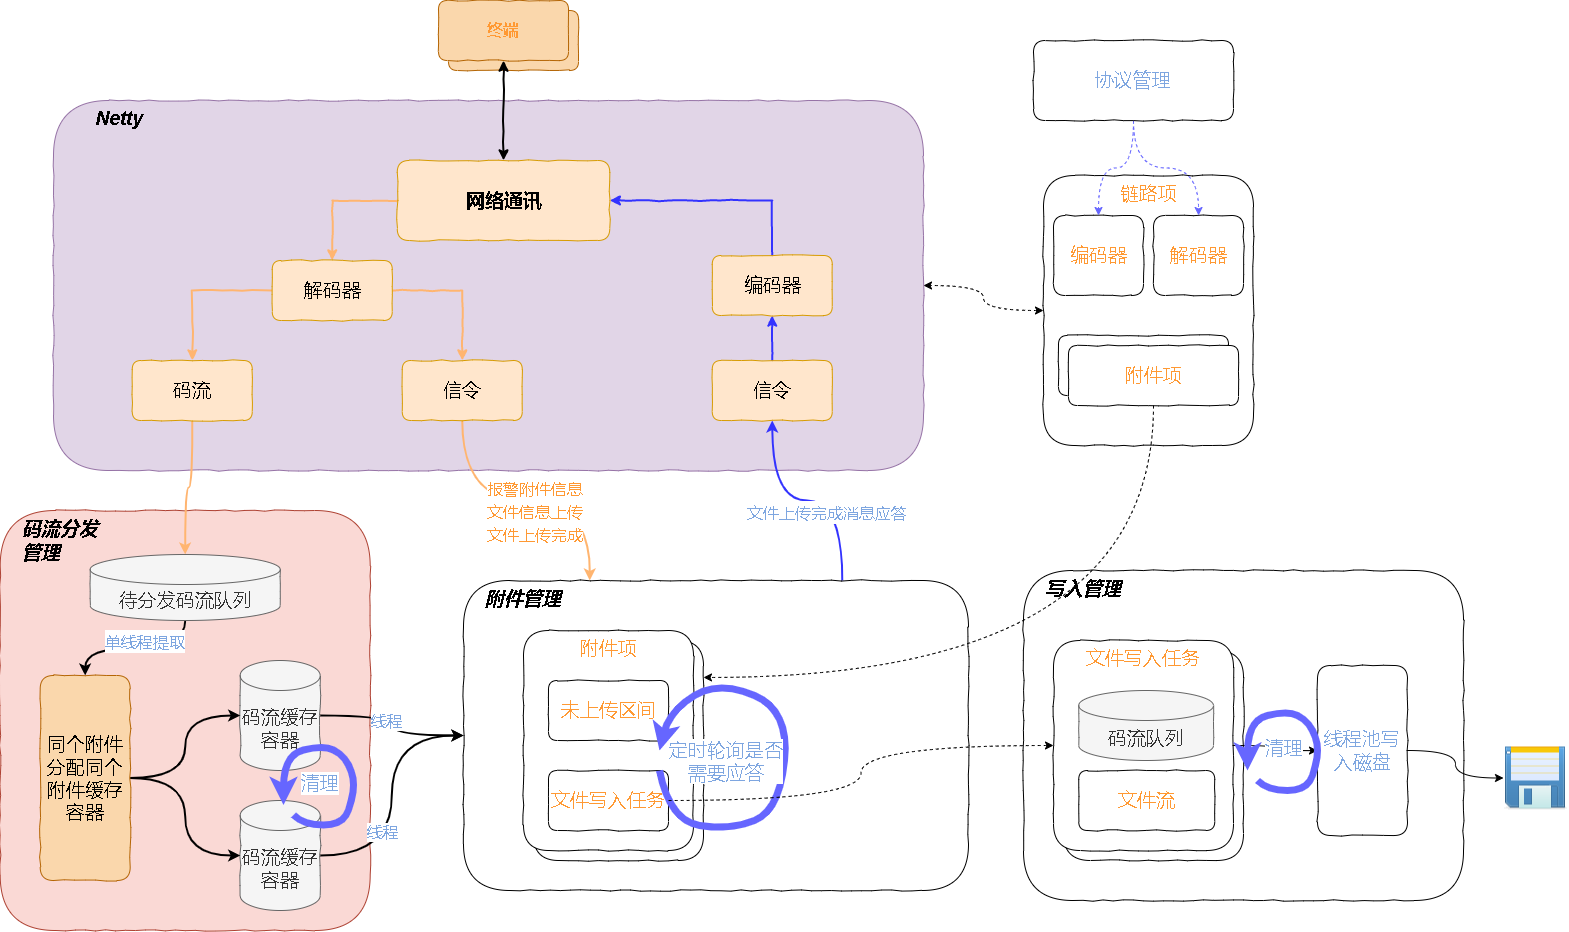 终端
协议管理
Netty
网络通讯
链路项
编码器
解码器
解码器
编码器
附件项
码流
信令
信令
报警附件信息
文件信息上传
文件上传完成
文件上传完成消息应答
码流分发
管理
待分发码流队列
单线程提取
同个附件
分配同个
附件缓存
容器
码流缓存
容器
清理
码流缓存
容器
线程
线程
附件管理
附件项
未上传区间
定时轮询是否
需要应答
文件写入任务
写入管理
文件写入任务
码流队列
文件流
清理
线程池写
入磁盘